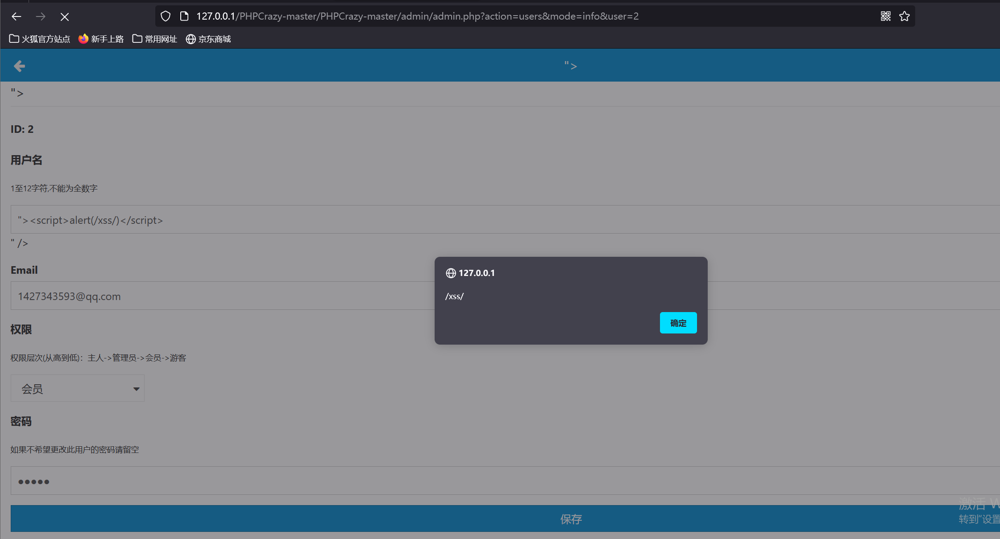 127.0.0.1/PHPCrazy-master/PHPCrazy-master/admin/admin.php?action=users&mode=info&user=2
火狐官方站点 新手上路 常用网址 京东商城
">
">
ID: 2
用户名
1至12字符,不能为全数字
"><script>alert(/xss/)</script>
" />
Email
127.0.0.1
1427343593@qq.com
/xss/
确定
权限
权限层次(从高到低)：主人->管理员->会员->游客
会员
密码
如果不希望更改此用户的密码请留空
●●●●●
保存
激活 W
转到“设置